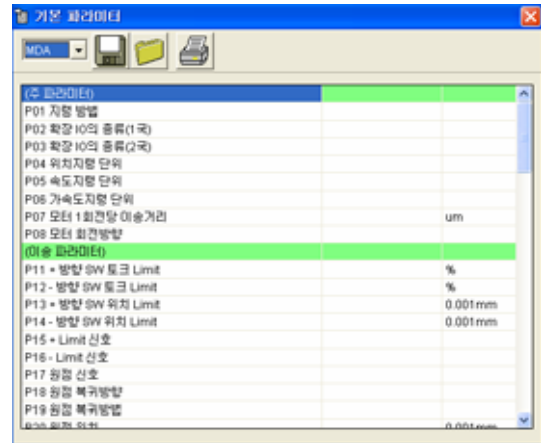 기본 파라미터
MDA
(주 파라미터)
P01 지령 방법
P02 확장 IO의 종류(1국)
P03 확장 IO의 종류(2국)
P04 위치지령 단위
P05 속도지령 단위
P06 가속도지령 단위
P07 모터 1회전당 이송거리 um
P08 모터 회전방향
(이송 파라미터)
P11 + 방향 SW 토크 Limit %
P12 - 방향 SW 토크 Limit %
P13 + 방향 SW 위치 Limit 0.001mm
P14 - 방향 SW 위치 Limit 0.001mm
P15 + Limit 신호
P16 - Limit 신호
P17 원점 신호
P18 원점 복귀방향
P19 원점 복귀방법
P20 원점 위치 0.001mm